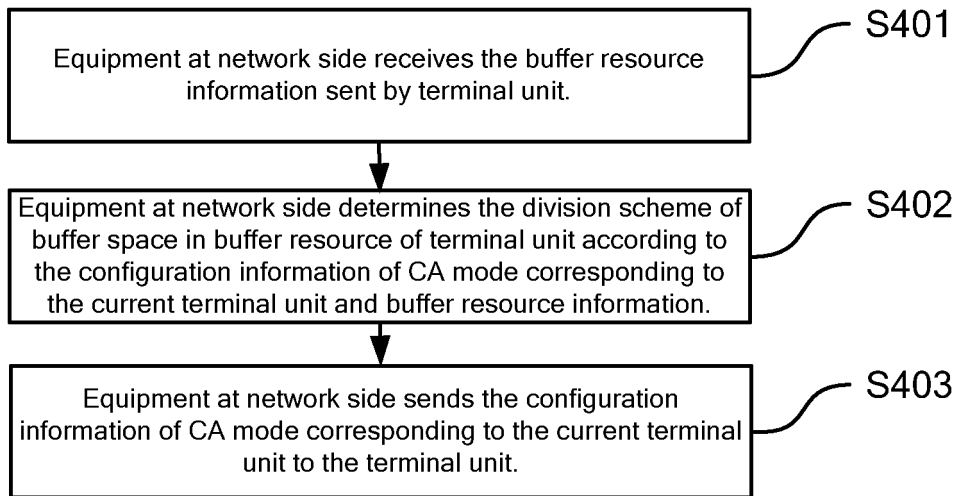 S401
Equipment at network side receives the buffer resource
information sent by terminal unit.
S402
Equipment at network side determines the division scheme of
buffer space in buffer resource of terminal unit according to
the configuration information of CA mode corresponding to
the current terminal unit and buffer resource information.
S403
Equipment at network side sends the configuration
information of CA mode corresponding to the current terminal
unit to the terminal unit.